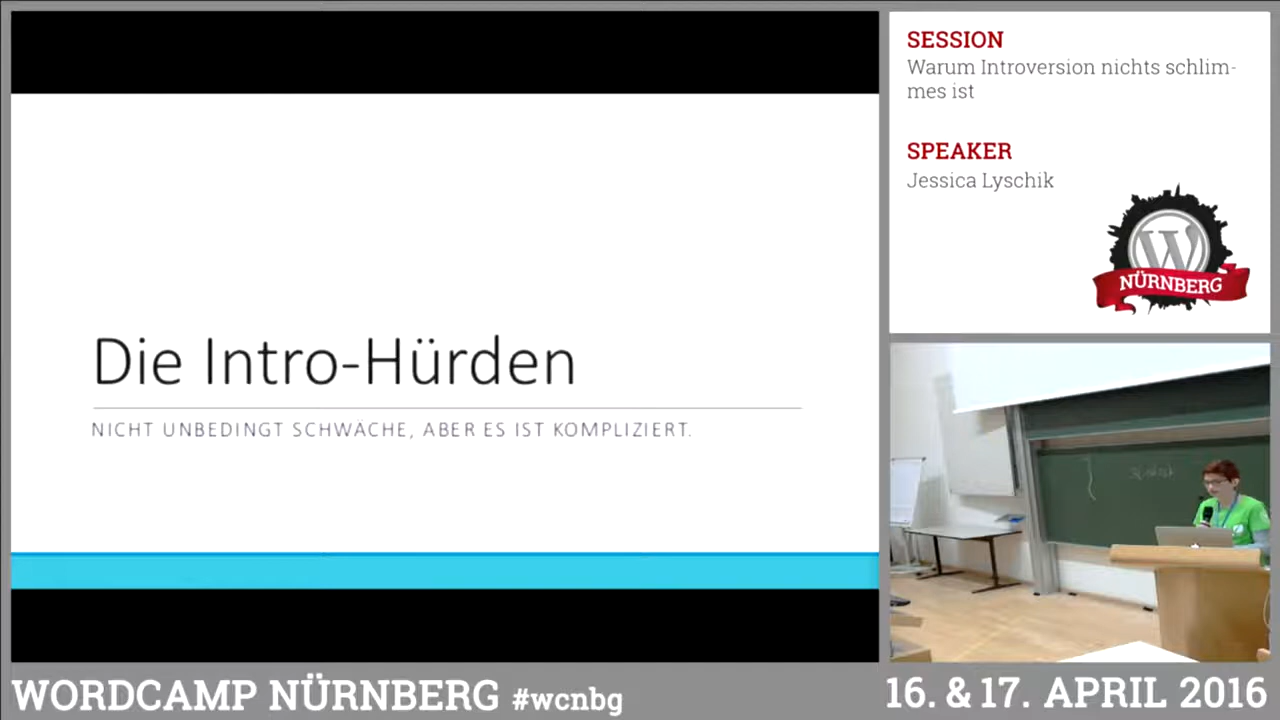 Die Intro-Hürden
NICHT UNBEDINGT SCHWÄCHE, ABER ES IST KOMPLIZIERT.
SESSION
Warum Introversion nichts schlim-
mes ist
SPEAKER
Jessica Lyschik
W
NÜRNBERG
WORDCAMP NÜRNBERG #wcnbg
16. & 17. APRIL 2016